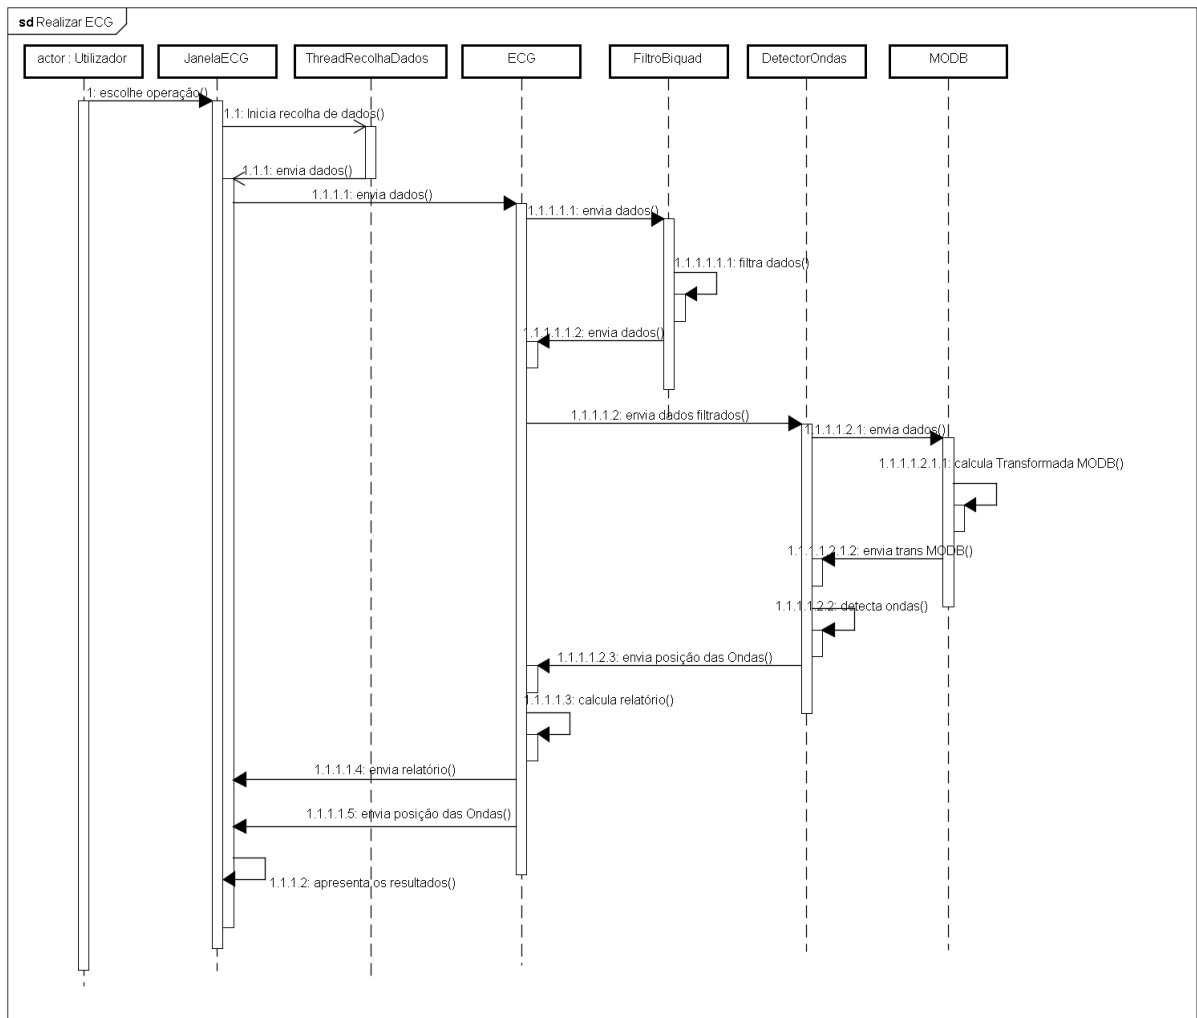 sd Realizar ECG
actor : Utilizador
JanelaECG
ThreadRecolhaDados
ECG
FiltroBiquad
DetectorOndas
MODB
1: escolhe operação()
1.1: Inicia recolha de dados()
1.1.1: envia dados()
1.1.1.1: envia dados()
1.1.1.1.1: envia dados()
1.1.1.1.1.1: filtra dados()
1.1.1.1.1.2: envia dados()
1.1.1.1.2: envia dados filtrados()
1.1.1.1.2.1: envia dados()
1.1.1.1.2.1.1: calcula Transformada MODB()
1.1.1.1.2.1.2: envia trans MODB()
1.1.1.1.2.2: detecta ondas()
1.1.1.1.2.3: envia posição das Ondas()
1.1.1.1.3: calcula relatório()
1.1.1.1.4: envia relatório()
1.1.1.1.5: envia posição das Ondas()
1.1.1.2: apresenta os resultados()